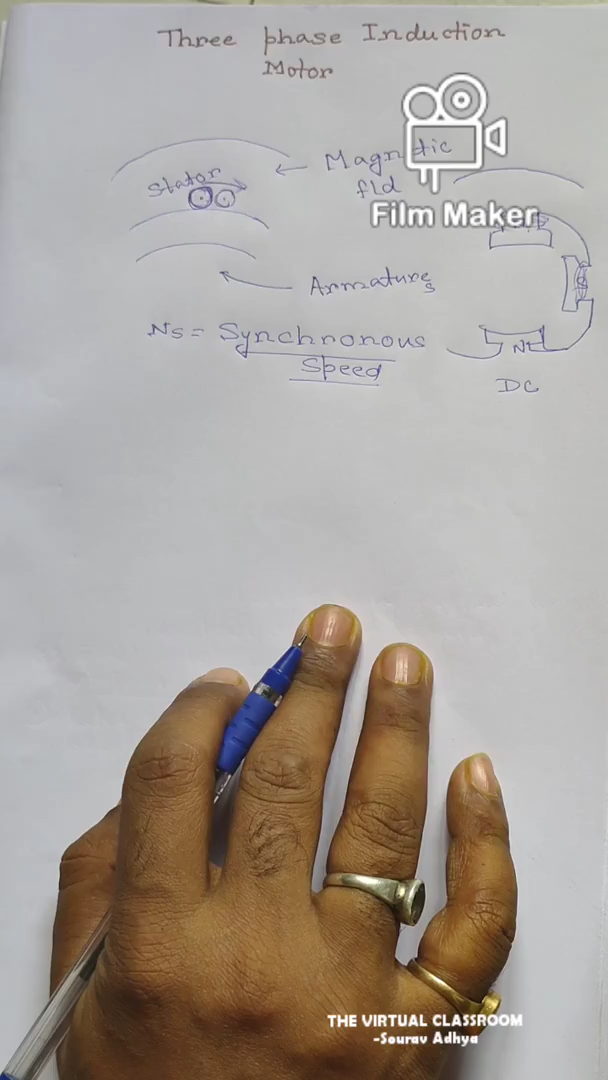 Three phase Induction
Motor
Magnetic
fld
Stator
Film Maker
Armatures
Ns = Synchronous
Speed
N
DC
THE VIRTUAL CLASSROOM
-Sourav Adhya